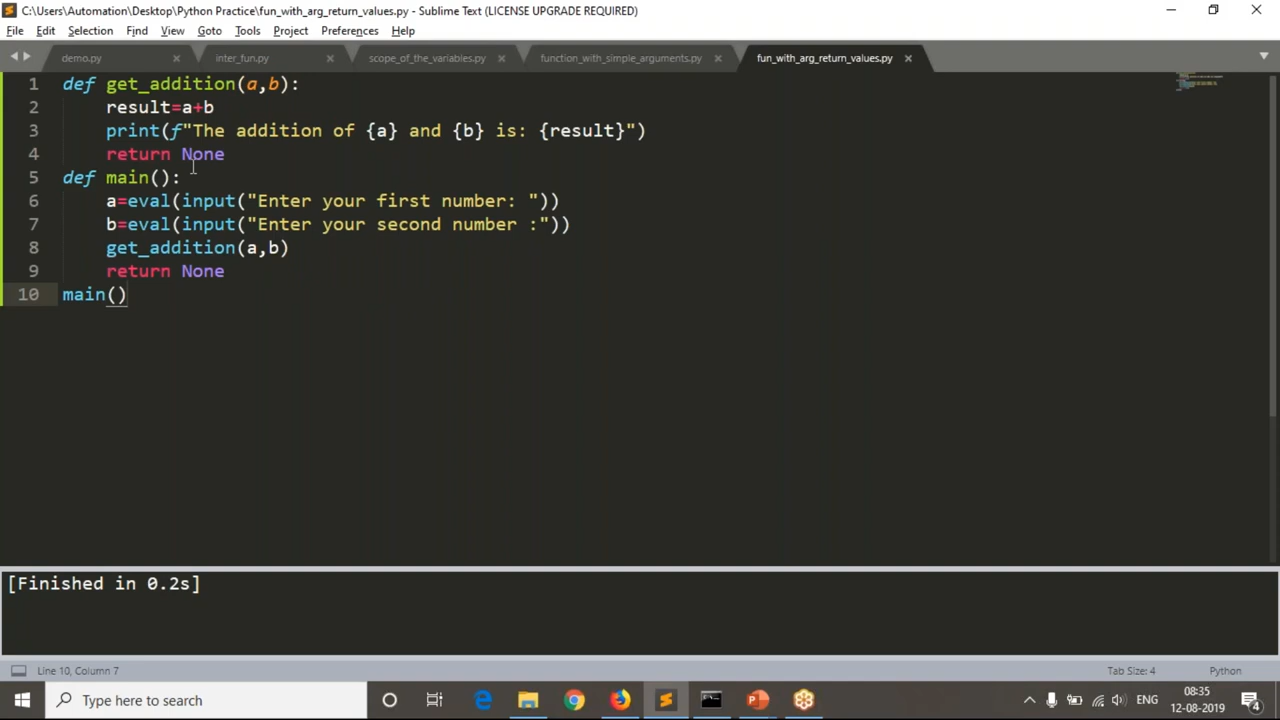 C:\Users\Automation\Desktop\Python Practice\fun_with_arg_return_values.py - Sublime Text (LICENSE UPGRADE REQUIRED)
File Edit Selection Find View Goto Tools Project Preferences Help
demo.py inter_fun.py scope_of_the_variables.py function_with_simple_arguments.py fun_with_arg_return_values.py
1 def get_addition(a,b):
2 result=a+b
3 print(f"The addition of {a} and {b} is: {result}")
4 return None
5 def main():
6 a=eval(input("Enter your first number: "))
7 b=eval(input("Enter your second number :"))
8 get_addition(a,b)
9 return None
10 main()
[Finished in 0.2s]
Line 10, Column 7 Tab Size: 4 Python
Type here to search ENG 08:35
12-08-2019 4